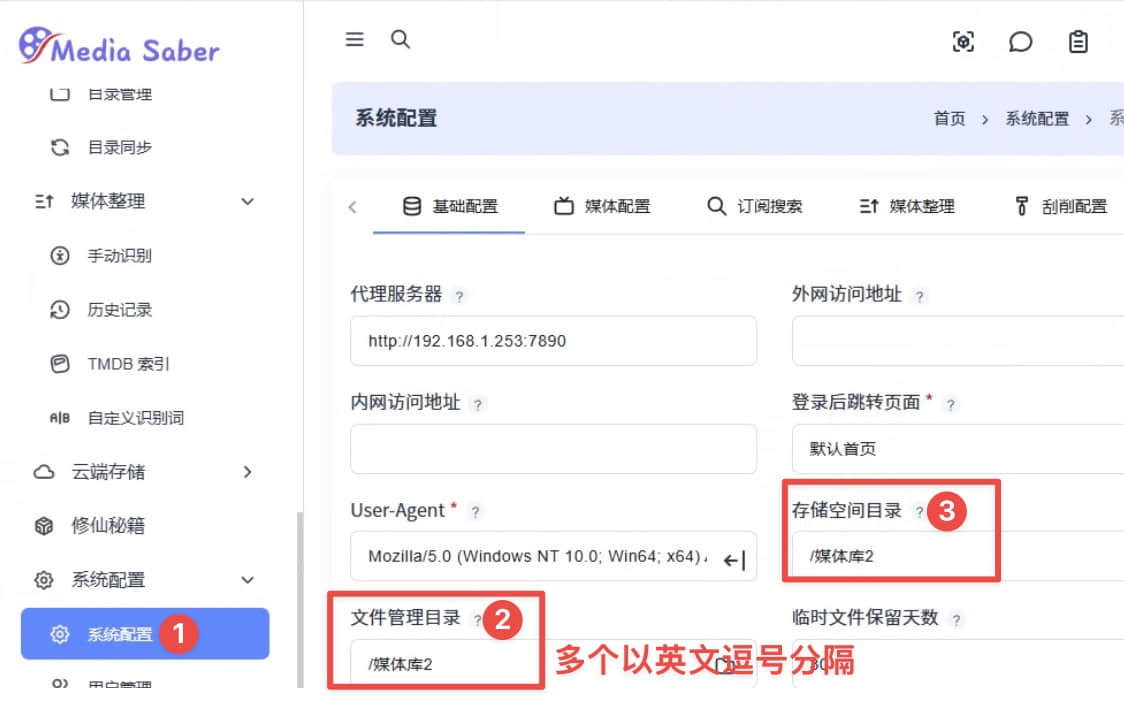 Media Saber
目录管理
目录同步
媒体整理
手动识别
历史记录
TMDB 索引
A|B 自定义识别词
云端存储
修仙秘籍
系统配置
系统配置 1
用户管理
系统配置
首页 › 系统配置 › 系
基础配置 媒体配置 订阅搜索 媒体整理 刮削配置
代理服务器 ? 外网访问地址 ?
http://192.168.1.253:7890
内网访问地址 ? 登录后跳转页面 * ?
默认首页
User-Agent * ? 存储空间目录 ? 3
Mozilla/5.0 (Windows NT 10.0; Win64; x64) /媒体库2
文件管理目录 ? 2 临时文件保留天数 ?
/媒体库2 多个以英文逗号分隔